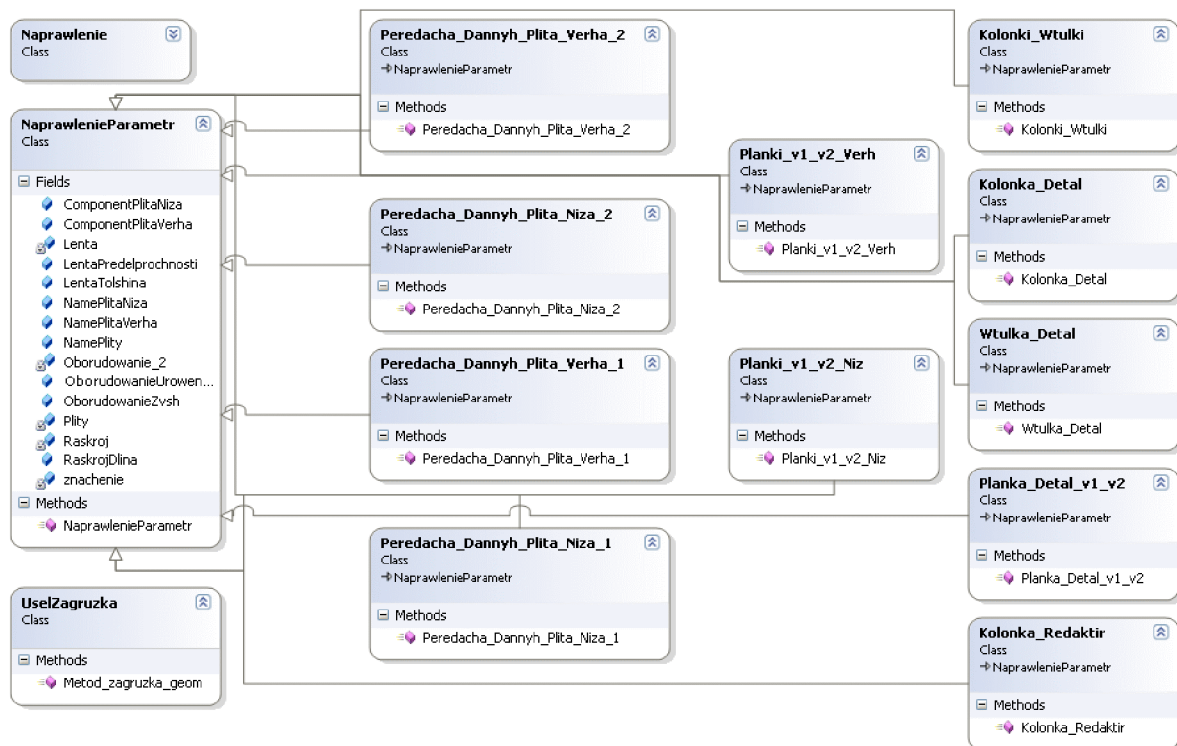 Naprawlenie
Class
NaprawlenieParametr
Class
Fields
ComponentPlitaNiza
ComponentPlitaVerha
Lenta
LentaPredelprochnosti
LentaTolshina
NamePlitaNiza
NamePlitaVerha
NamePlity
Oborudowanie_2
OborudowanieUrowen...
OborudowanieZvsh
Plity
Raskroj
RaskrojDlina
znachenie
Methods
NaprawlenieParametr
UselZagruzka
Class
Methods
Metod_zagruzka_geom
Peredacha_Dannyh_Plita_Verha_2
Class
NaprawlenieParametr
Methods
Peredacha_Dannyh_Plita_Verha_2
Peredacha_Dannyh_Plita_Niza_2
Class
NaprawlenieParametr
Methods
Peredacha_Dannyh_Plita_Niza_2
Peredacha_Dannyh_Plita_Verha_1
Class
NaprawlenieParametr
Methods
Peredacha_Dannyh_Plita_Verha_1
Peredacha_Dannyh_Plita_Niza_1
Class
NaprawlenieParametr
Methods
Peredacha_Dannyh_Plita_Niza_1
Planki_v1_v2_Verh
Class
NaprawlenieParametr
Methods
Planki_v1_v2_Verh
Planki_v1_v2_Niz
Class
NaprawlenieParametr
Methods
Planki_v1_v2_Niz
Kolonki_Wtulki
Class
NaprawlenieParametr
Methods
Kolonki_Wtulki
Kolonka_Detal
Class
NaprawlenieParametr
Methods
Kolonka_Detal
Wtulka_Detal
Class
NaprawlenieParametr
Methods
Wtulka_Detal
Planka_Detal_v1_v2
Class
NaprawlenieParametr
Methods
Planka_Detal_v1_v2
Kolonka_Redaktir
Class
NaprawlenieParametr
Methods
Kolonka_Redaktir